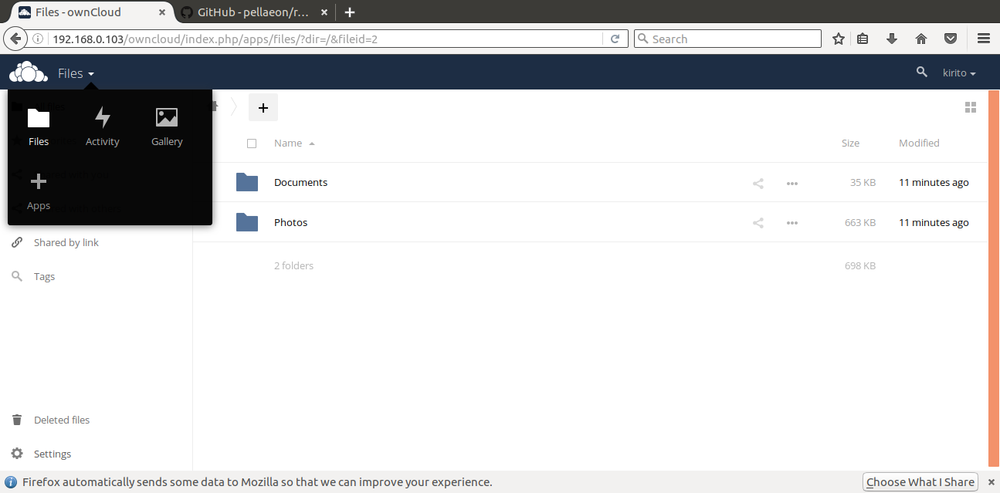 Files - ownCloud
GitHub - pellaeon/r...
192.168.0.103/owncloud/index.php/apps/files/?dir=/&fileid=2
Search
Files
kirito
Files
Activity
Gallery
Apps
Name
Size
Modified
Documents
35 KB
11 minutes ago
Photos
663 KB
11 minutes ago
2 folders
698 KB
Shared by link
Tags
Deleted files
Settings
Firefox automatically sends some data to Mozilla so that we can improve your experience.
Choose What I Share